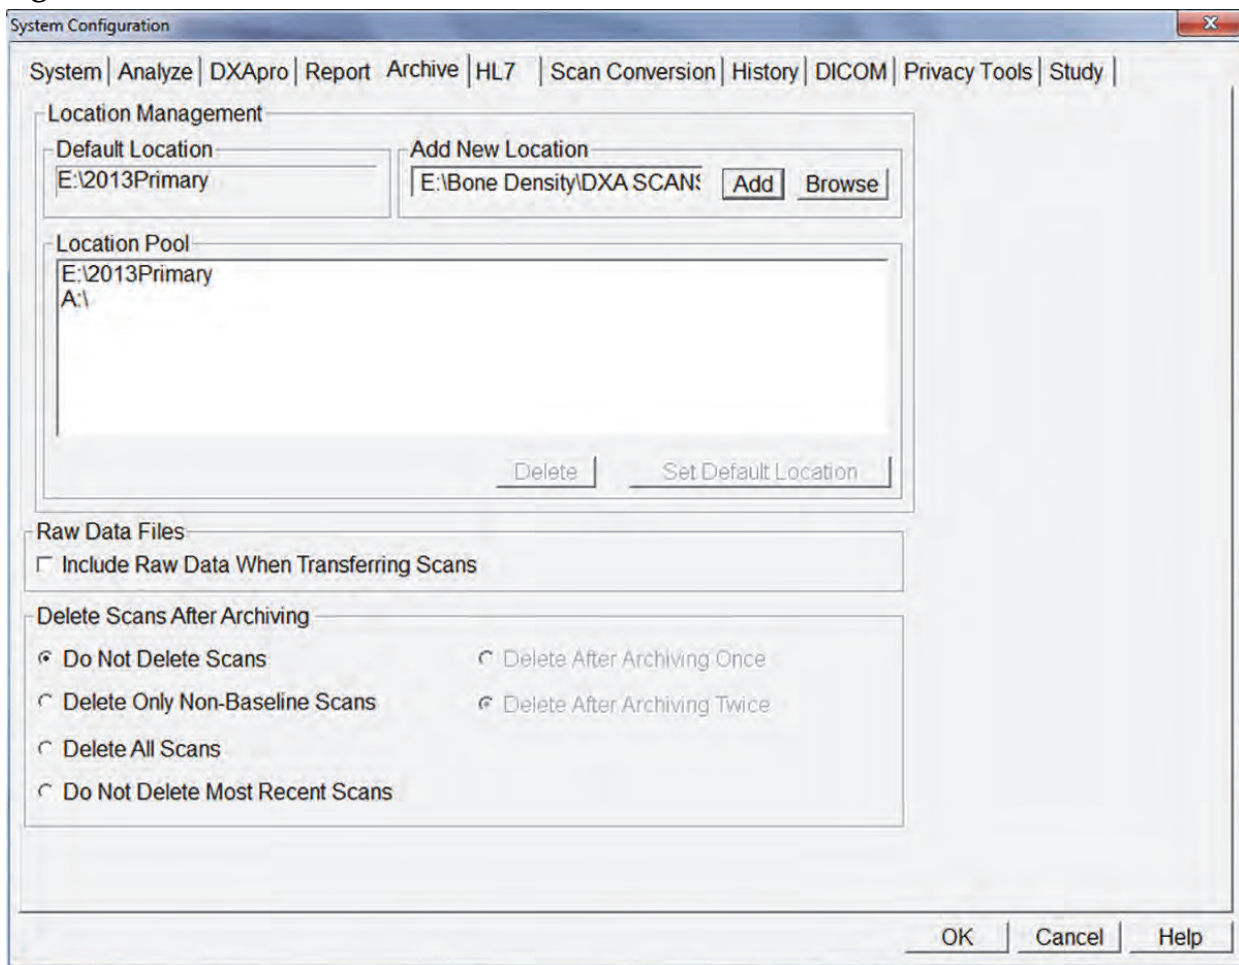 System Configuration
System Analyze DXApro Report Archive HL7 Scan Conversion History DICOM Privacy Tools Study
Location Management
Default Location
E:\2013Primary
Add New Location
E:\Bone Density\DXA SCANS
Add Browse
Location Pool
E:\2013Primary
A:\
Delete Set Default Location
Raw Data Files
Include Raw Data When Transferring Scans
Delete Scans After Archiving
Do Not Delete Scans
Delete After Archiving Once
Delete Only Non-Baseline Scans
Delete After Archiving Twice
Delete All Scans
Do Not Delete Most Recent Scans
OK Cancel Help